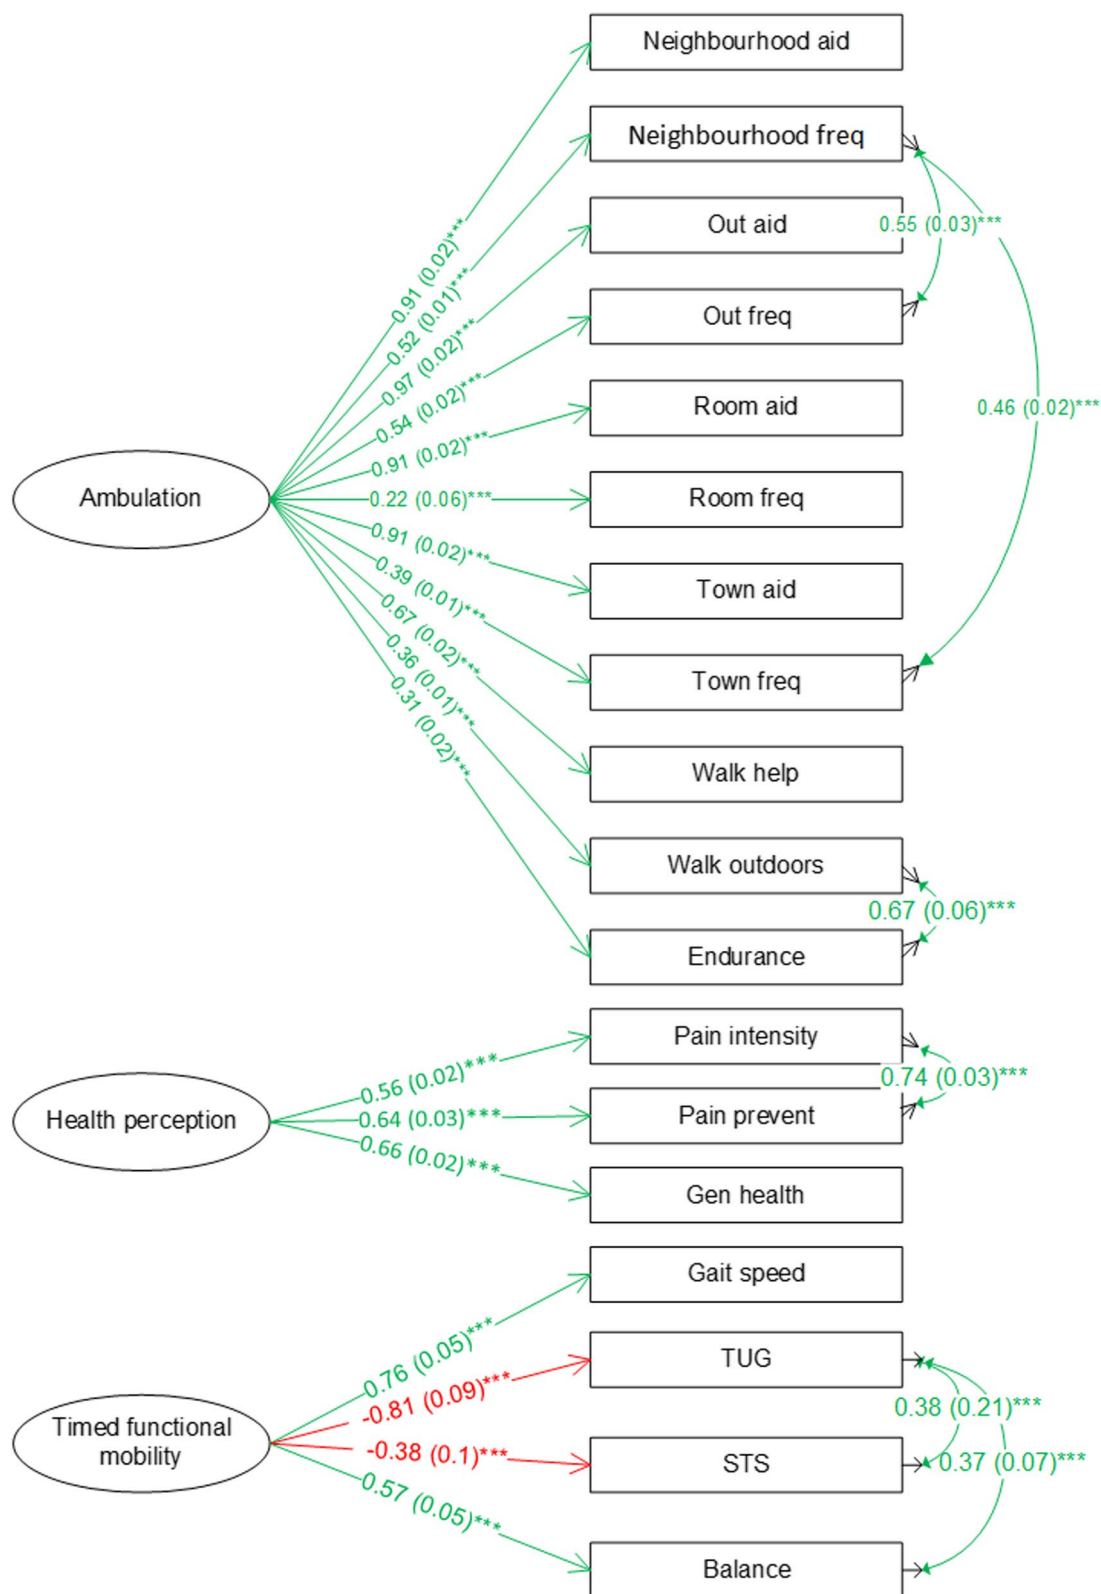 Neighbourhood aid
Neighbourhood freq
Out aid
0.55 (0.03)***
Out freq
Room aid
0.46 (0.02)***
Ambulation
Room freq
Town aid
Town freq
Walk help
Walk outdoors
0.67 (0.06)***
Endurance
0.91 (0.02)***
0.52 (0.01)***
0.97 (0.02)***
0.54 (0.02)***
0.91 (0.02)***
0.22 (0.06)***
0.91 (0.02)***
0.39 (0.01)***
0.67 (0.02)***
0.36 (0.01)***
0.31 (0.02)***
Pain intensity
0.74 (0.03)***
Health perception
Pain prevent
Gen health
0.56 (0.02)***
0.64 (0.03)***
0.66 (0.02)***
Gait speed
TUG
0.38 (0.21)***
Timed functional
mobility
STS
0.37 (0.07)***
Balance
0.76 (0.05)***
-0.81 (0.09)***
-0.38 (0.1)***
0.57 (0.05)***